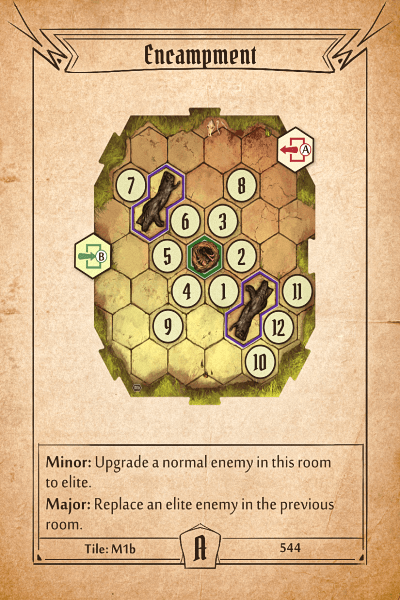 Encampment
A
7
8
6
3
B
5
2
4
1
11
9
12
10
Minor: Upgrade a normal enemy in this room
to elite.
Major: Replace an elite enemy in the previous
room.
Tile: M1b
A
544